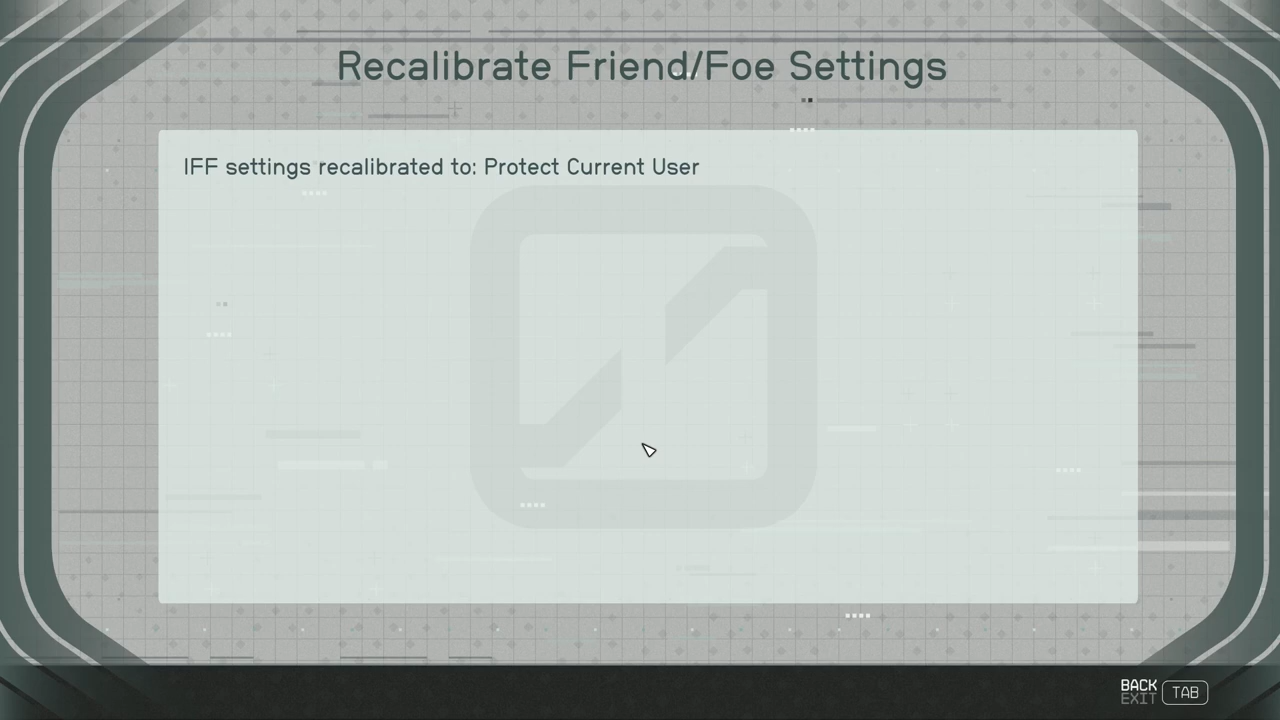 Recalibrate Friend/Foe Settings
IFF settings recalibrated to: Protect Current User
BACK
EXIT
TAB